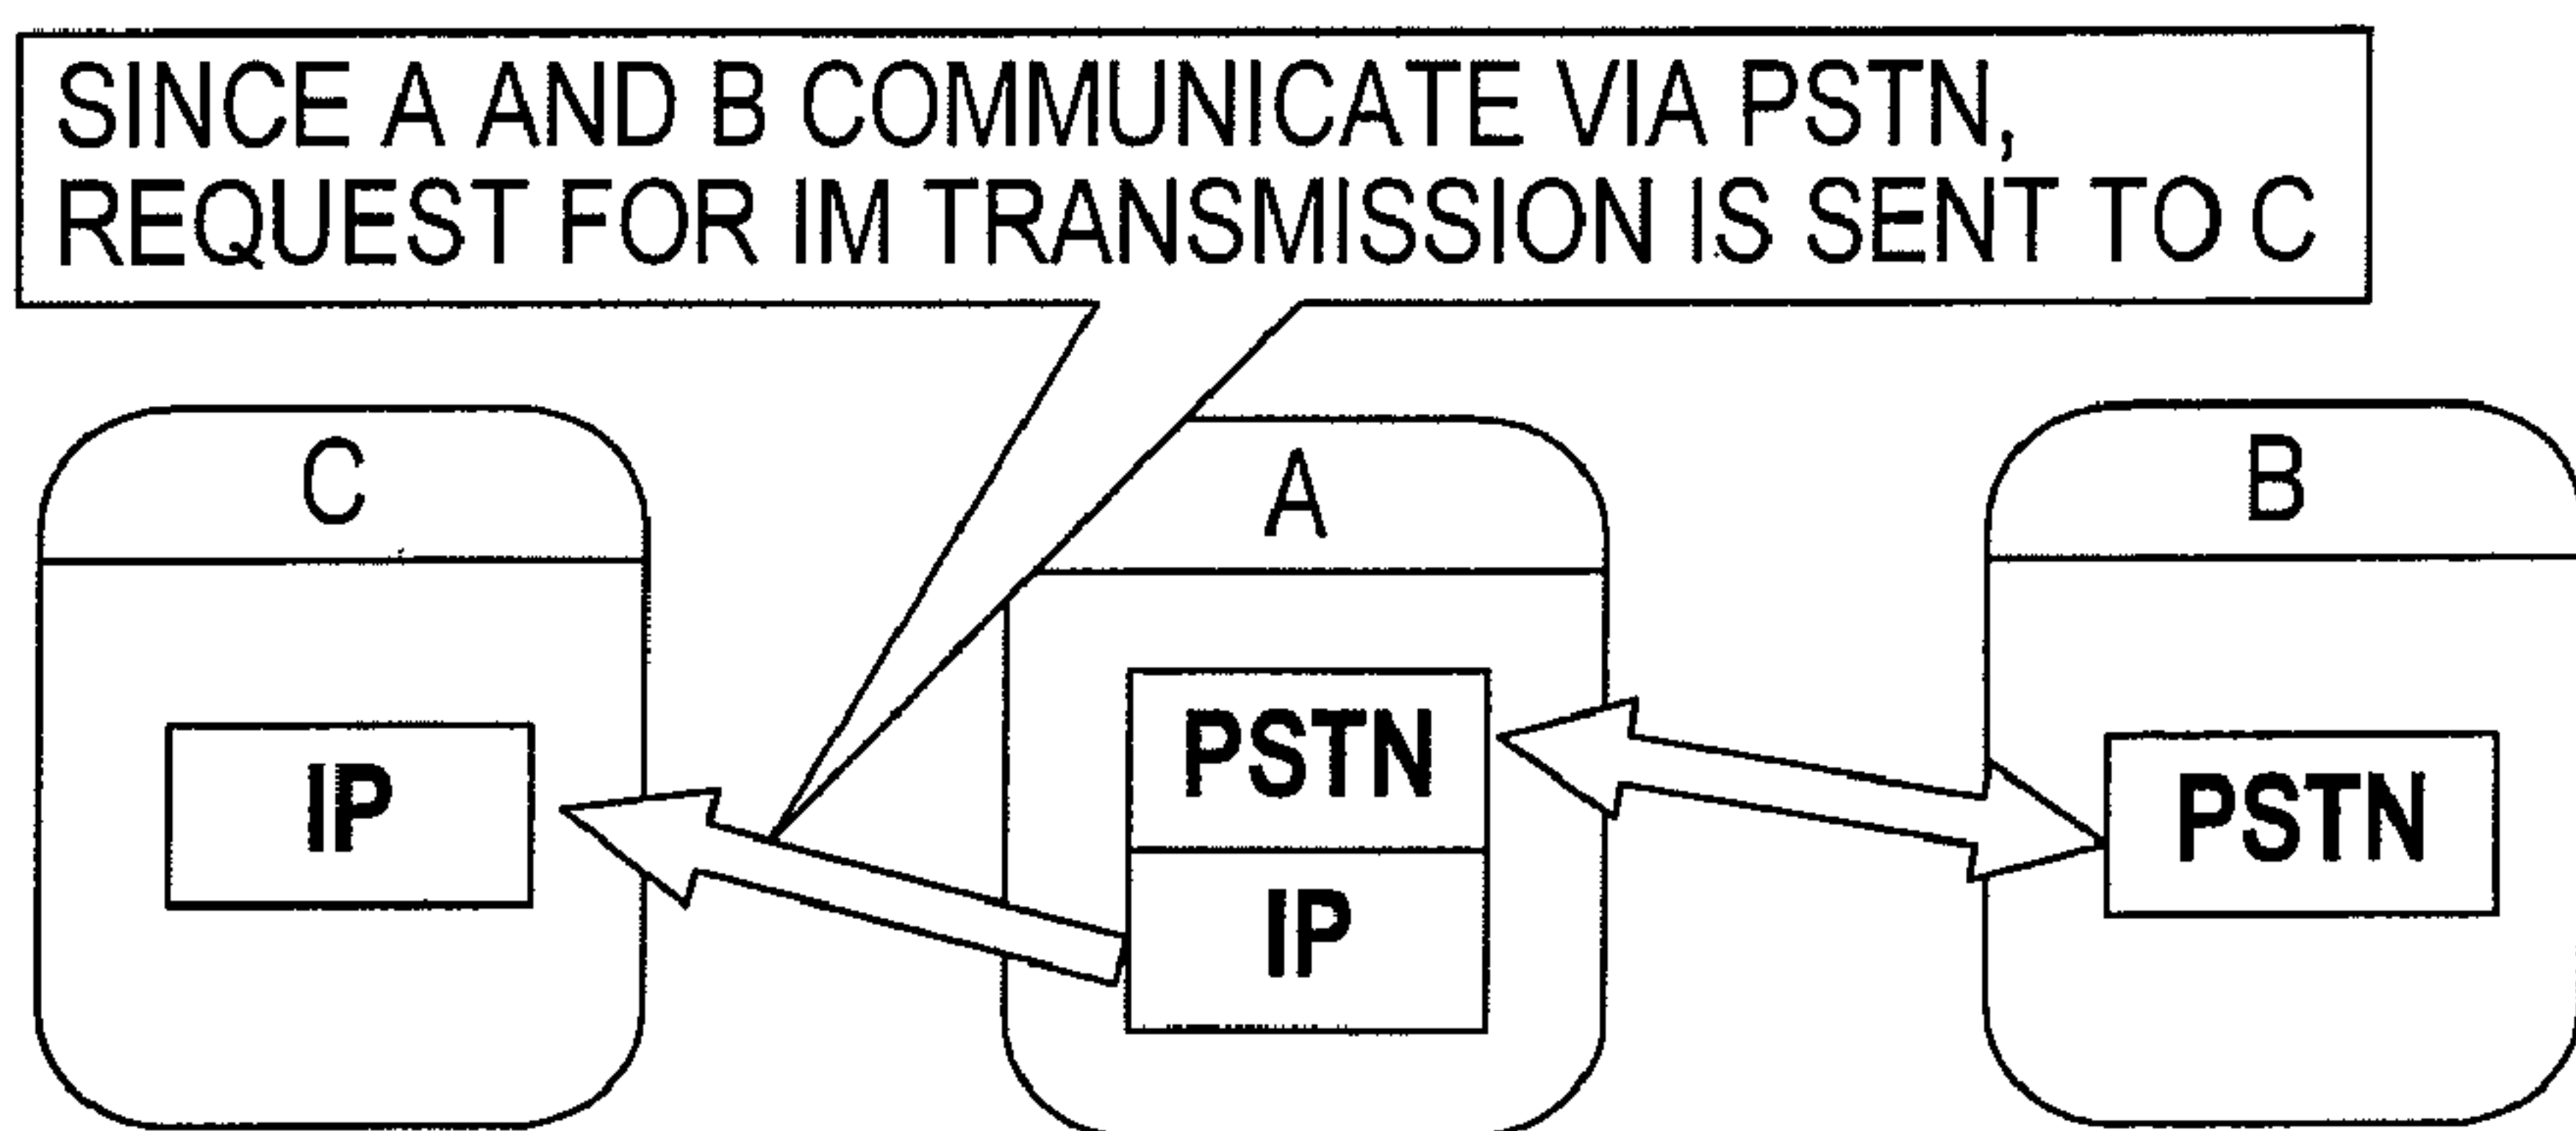 SINCE A AND B COMMUNICATE VIA PSTN,
REQUEST FOR IM TRANSMISSION IS SENT TO C
C
A
B
IP
PSTN
IP
PSTN